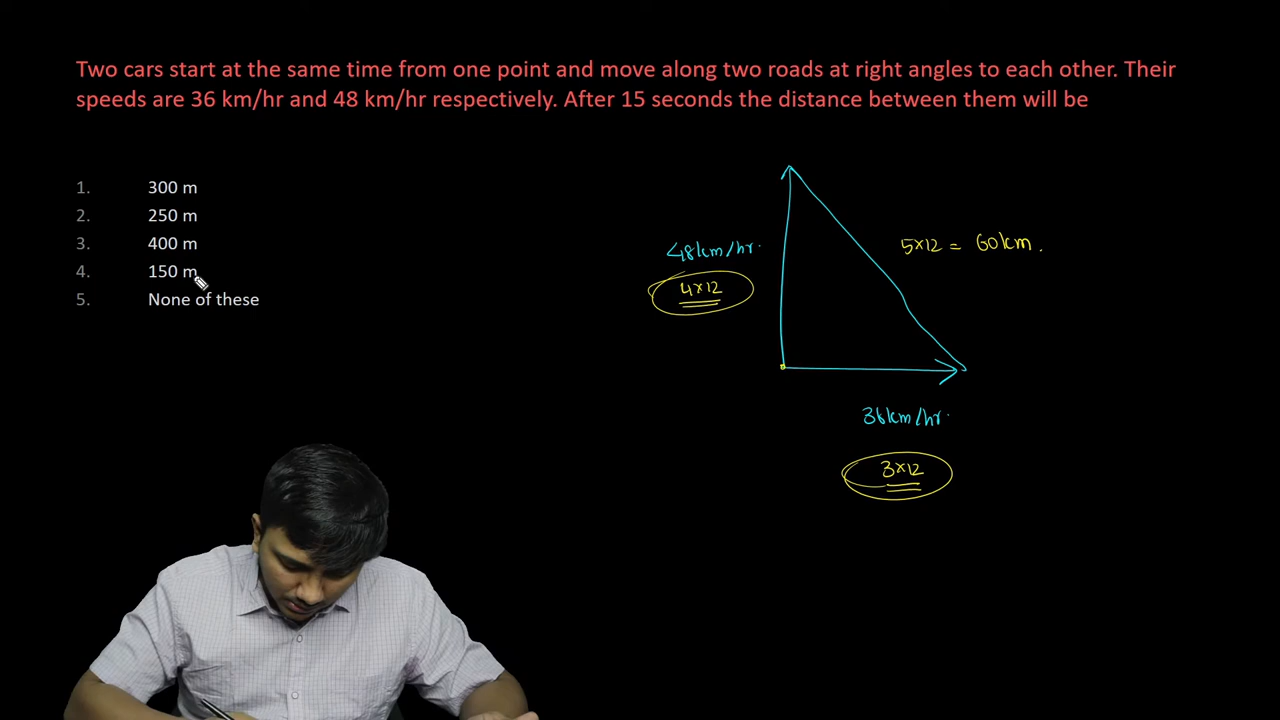 Two cars start at the same time from one point and move along two roads at right angles to each other. Their
speeds are 36 km/hr and 48 km/hr respectively. After 15 seconds the distance between them will be
1. 300 m
2. 250 m
3. 400 m
4. 150 m
5. None of these
48km/hr.
4×12
5×12 = 60km.
36km/hr.
3×12